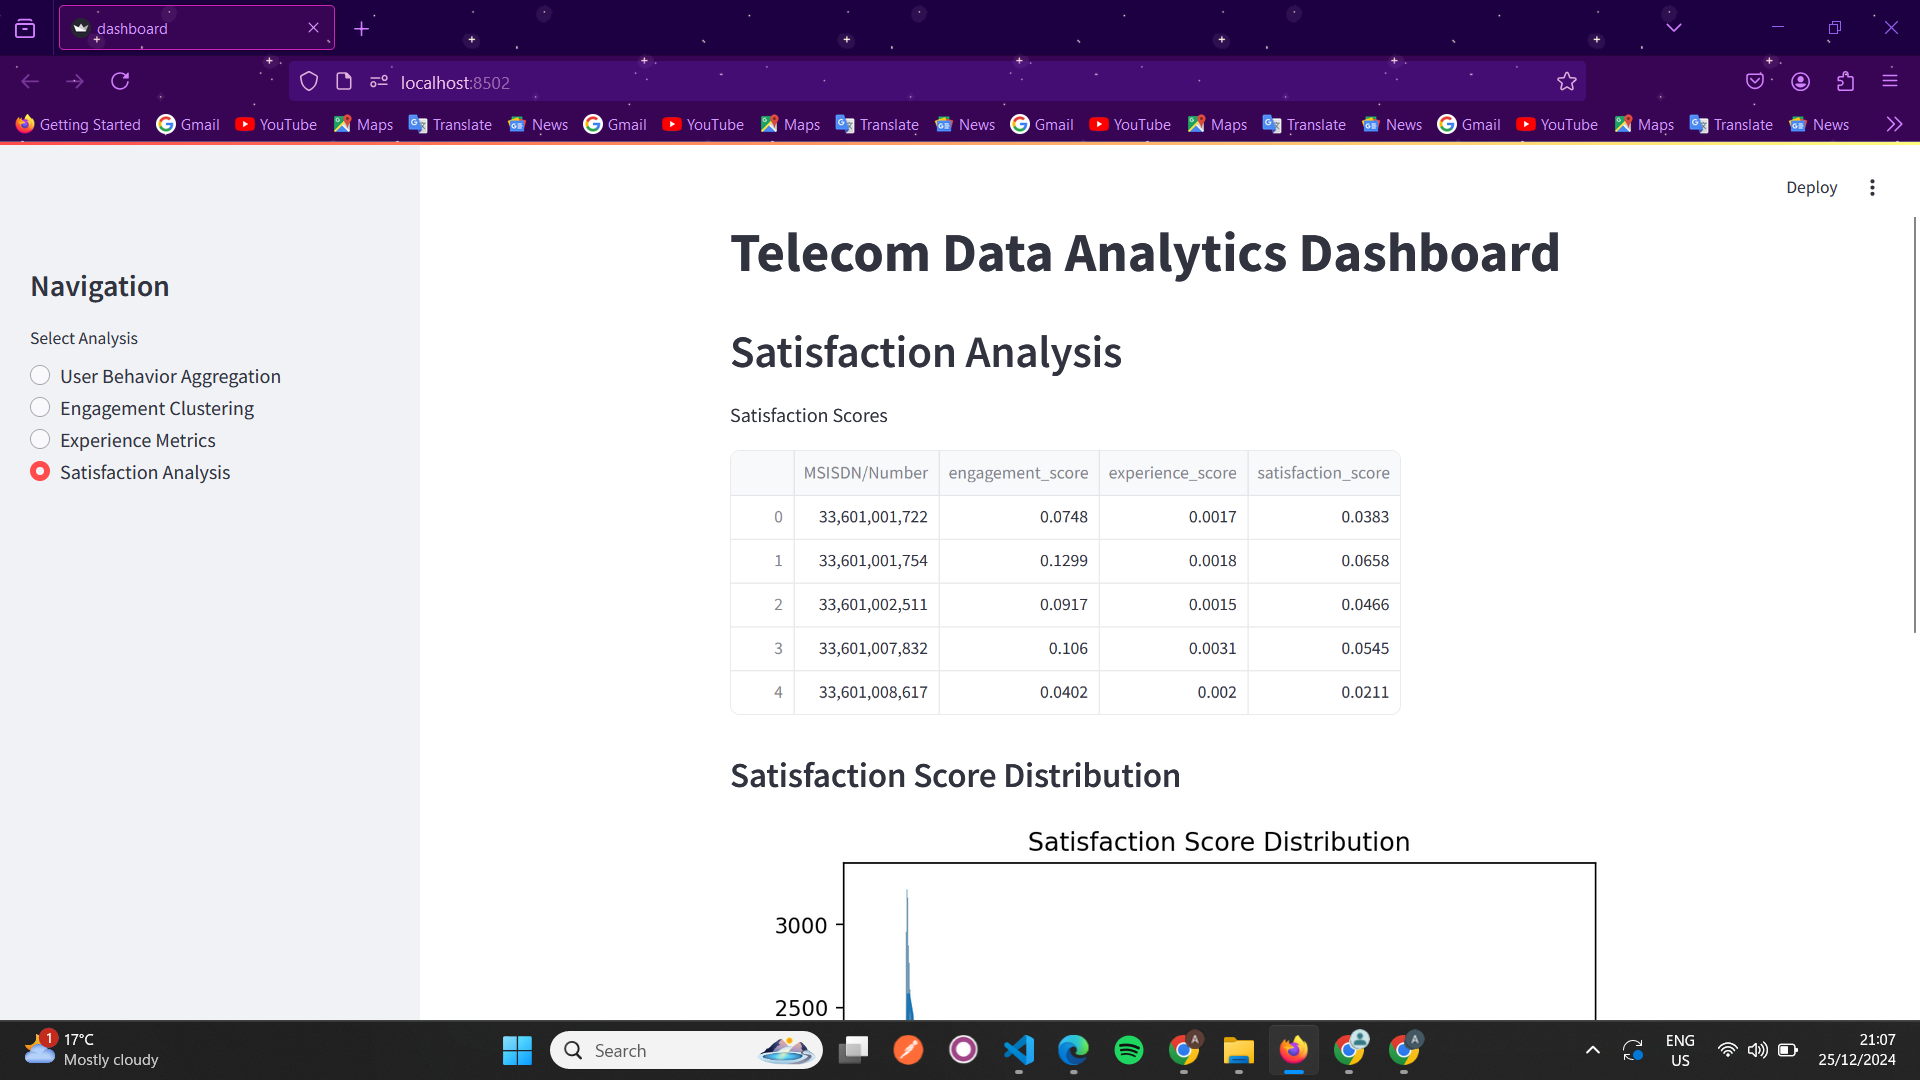 dashboard
localhost:8502
Getting Started Gmail YouTube Maps Translate News Gmail YouTube Maps Translate News Gmail YouTube Maps Translate News Gmail YouTube Maps Translate News
Deploy
Navigation
Select Analysis
User Behavior Aggregation
Engagement Clustering
Experience Metrics
Satisfaction Analysis
Telecom Data Analytics Dashboard
Satisfaction Analysis
Satisfaction Scores
MSISDN/Number engagement_score experience_score satisfaction_score
0 33,601,001,722 0.0748 0.0017 0.0383
1 33,601,001,754 0.1299 0.0018 0.0658
2 33,601,002,511 0.0917 0.0015 0.0466
3 33,601,007,832 0.106 0.0031 0.0545
4 33,601,008,617 0.0402 0.002 0.0211
Satisfaction Score Distribution
Satisfaction Score Distribution
3000
2500
1 17°C
Mostly cloudy
Search
A
A
ENG
US
21:07
25/12/2024